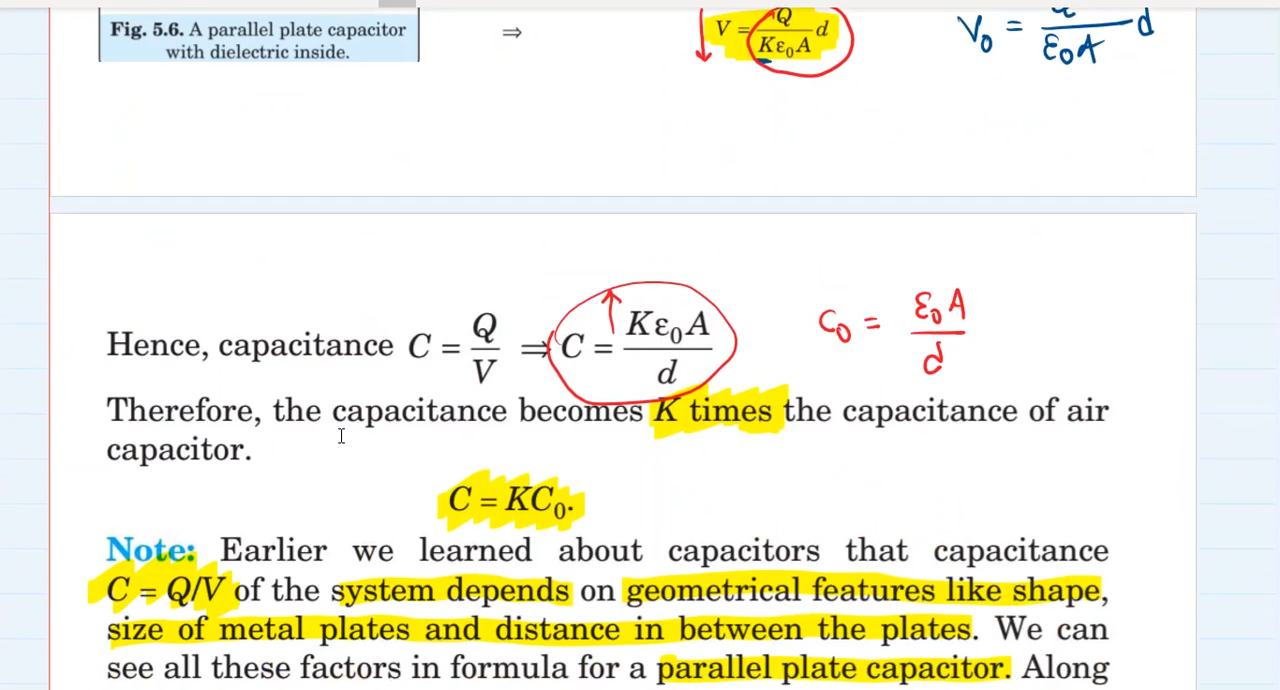 Fig. 5.6. A parallel plate capacitor
with dielectric inside.
⇒ V = Q/Kε₀A d
V₀ = /ε₀A d
Hence, capacitance C = Q/V ⇒ C = Kε₀A/d
C₀ = ε₀A/d
Therefore, the capacitance becomes K times the capacitance of air
capacitor.
C = KC₀.
Note: Earlier we learned about capacitors that capacitance
C = Q/V of the system depends on geometrical features like shape,
size of metal plates and distance in between the plates. We can
see all these factors in formula for a parallel plate capacitor. Along